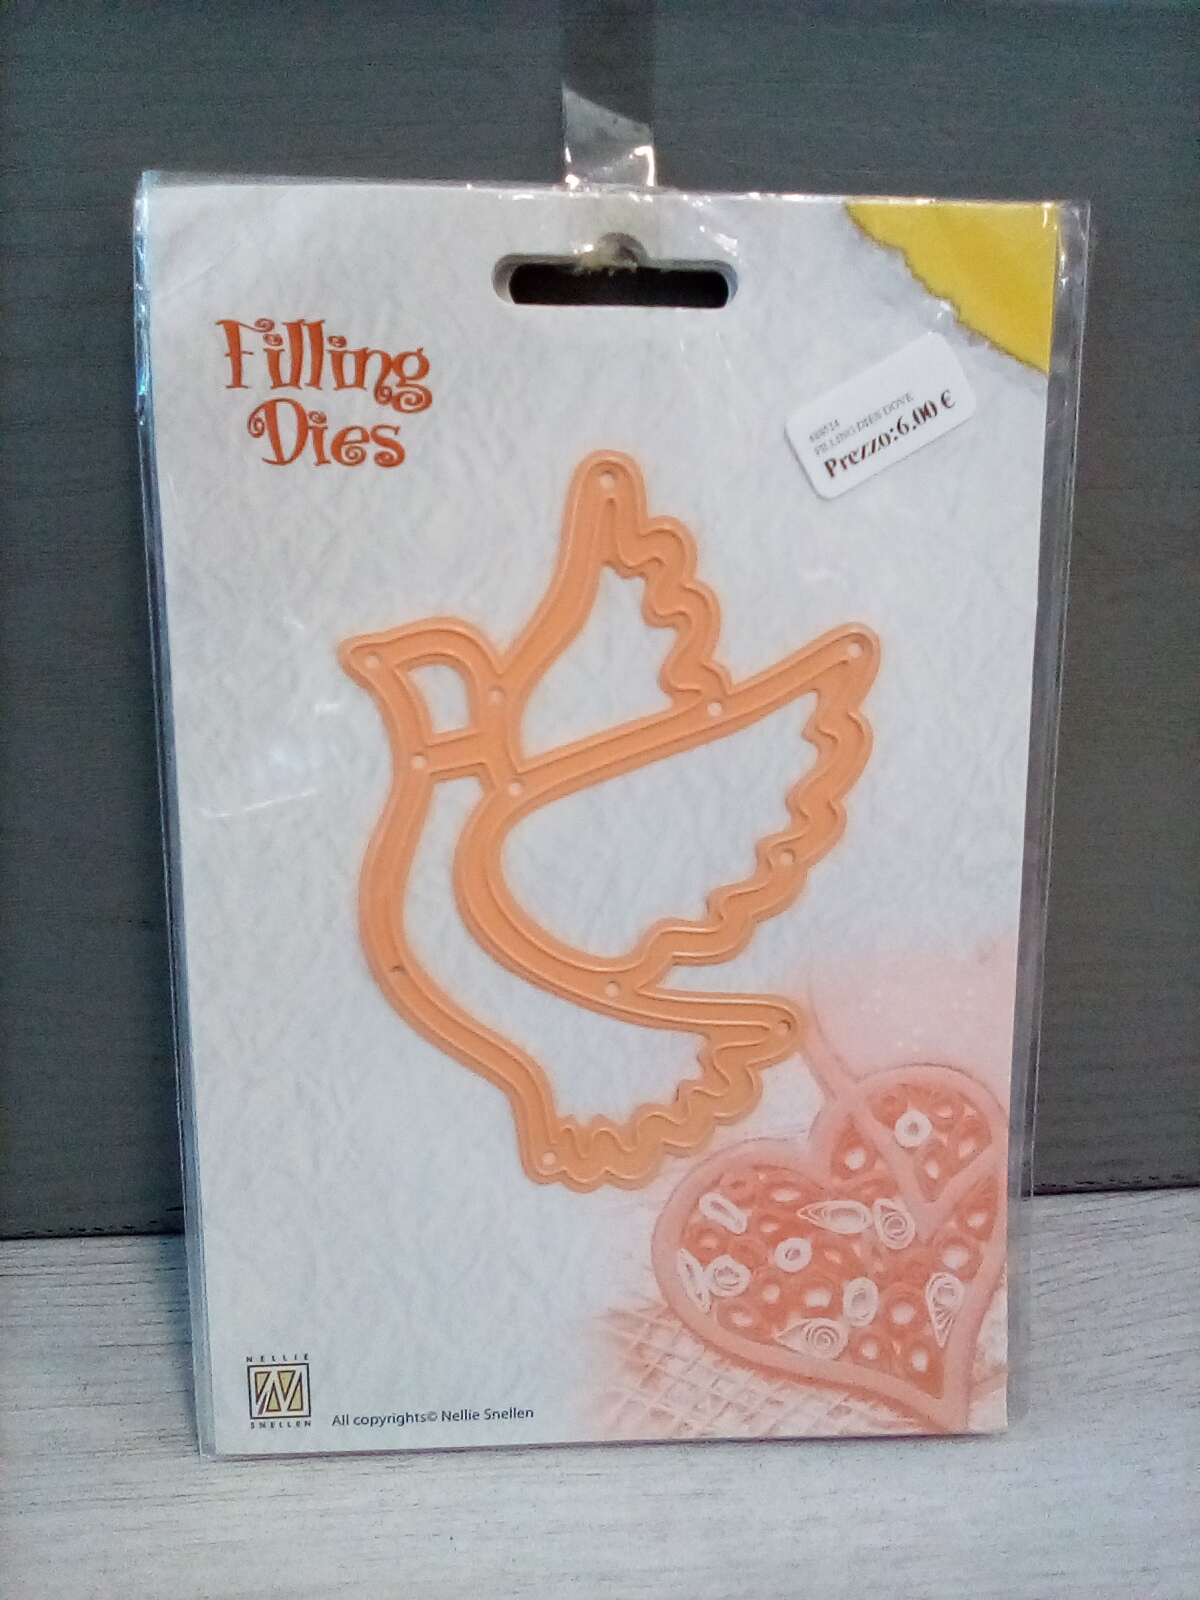 Filling
Dies
FILLING DIES DOVE
Prezzo:6.00 €
NELLIE
SNELLEN
All copyrights© Nellie Snellen